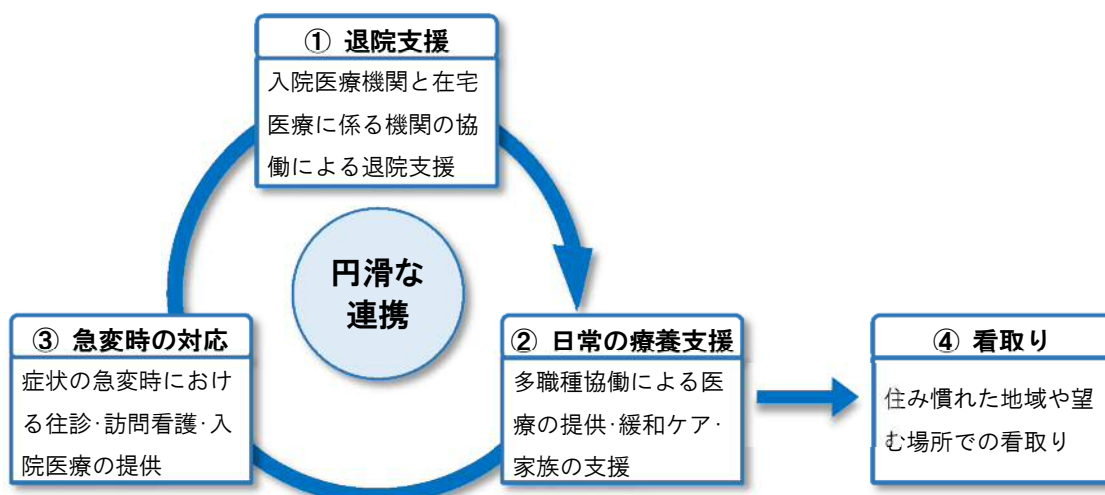 ① 退院支援
入院医療機関と在宅
医療に係る機関の協
働による退院支援
円滑な
連携
③ 急変時の対応
症状の急変時におけ
る往診･訪問看護･入
院医療の提供
② 日常の療養支援
多職種協働による医
療の提供･緩和ケア･
家族の支援
④ 看取り
住み慣れた地域や望
む場所での看取り